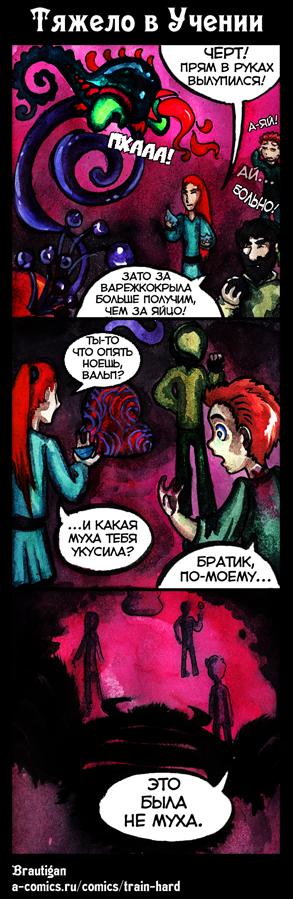 Тяжело в Учении
ЧЕРТ!
ПРЯМ В РУКАХ
ВЫЛУПИЛСЯ!
ПХААА!
А-ЯЙ!
АЙ...
БОЛЬНО!
ЗАТО ЗА
ВАРЕЖККОКРЫЛА
БОЛЬШЕ ПОЛУЧИМ,
ЧЕМ ЗА ЯЙЦО!
ТЫ-ТО
ЧТО ОПЯТЬ
НОЕШЬ,
ВАЛЬП?
...И КАКАЯ
МУХА ТЕБЯ
УКУСИЛА?
БРАТИК,
ПО-МОЕМУ...
ЭТО
БЫЛА
НЕ МУХА.
Brautigan
a-comics.ru/comics/train-hard